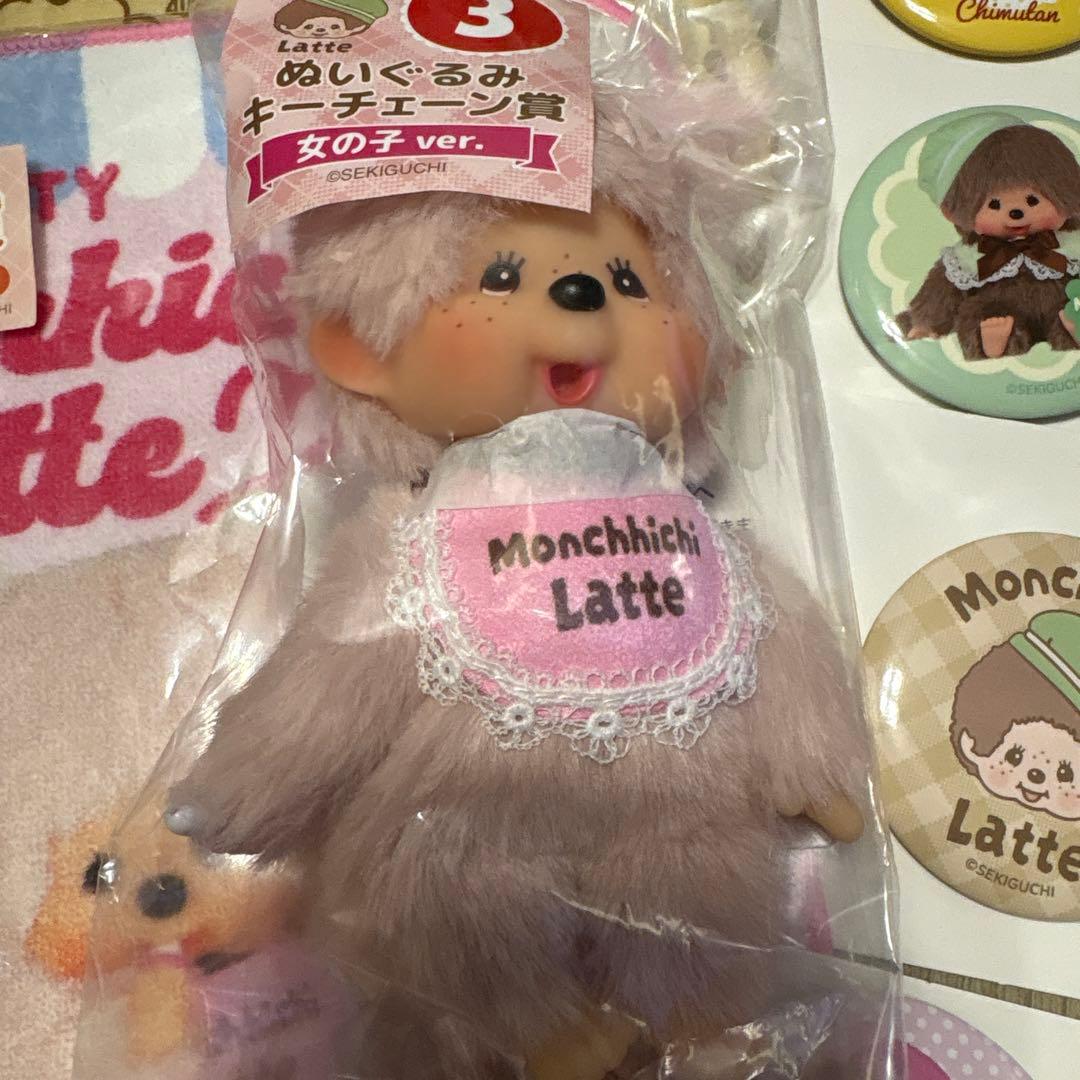 Latte
3
ぬいぐるみ
キーチェーン賞
女の子 ver.
©SEKIGUCHI
Monchhichi
Latte
Chimutan
©SEKIGUCHI
Latte
©SEKIGUCHI